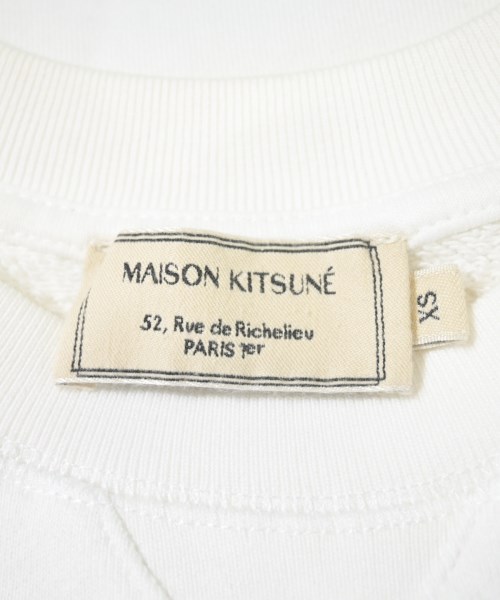 MAISON KITSUNÉ
52, Rue de Richelieu
PARIS 1er
XS